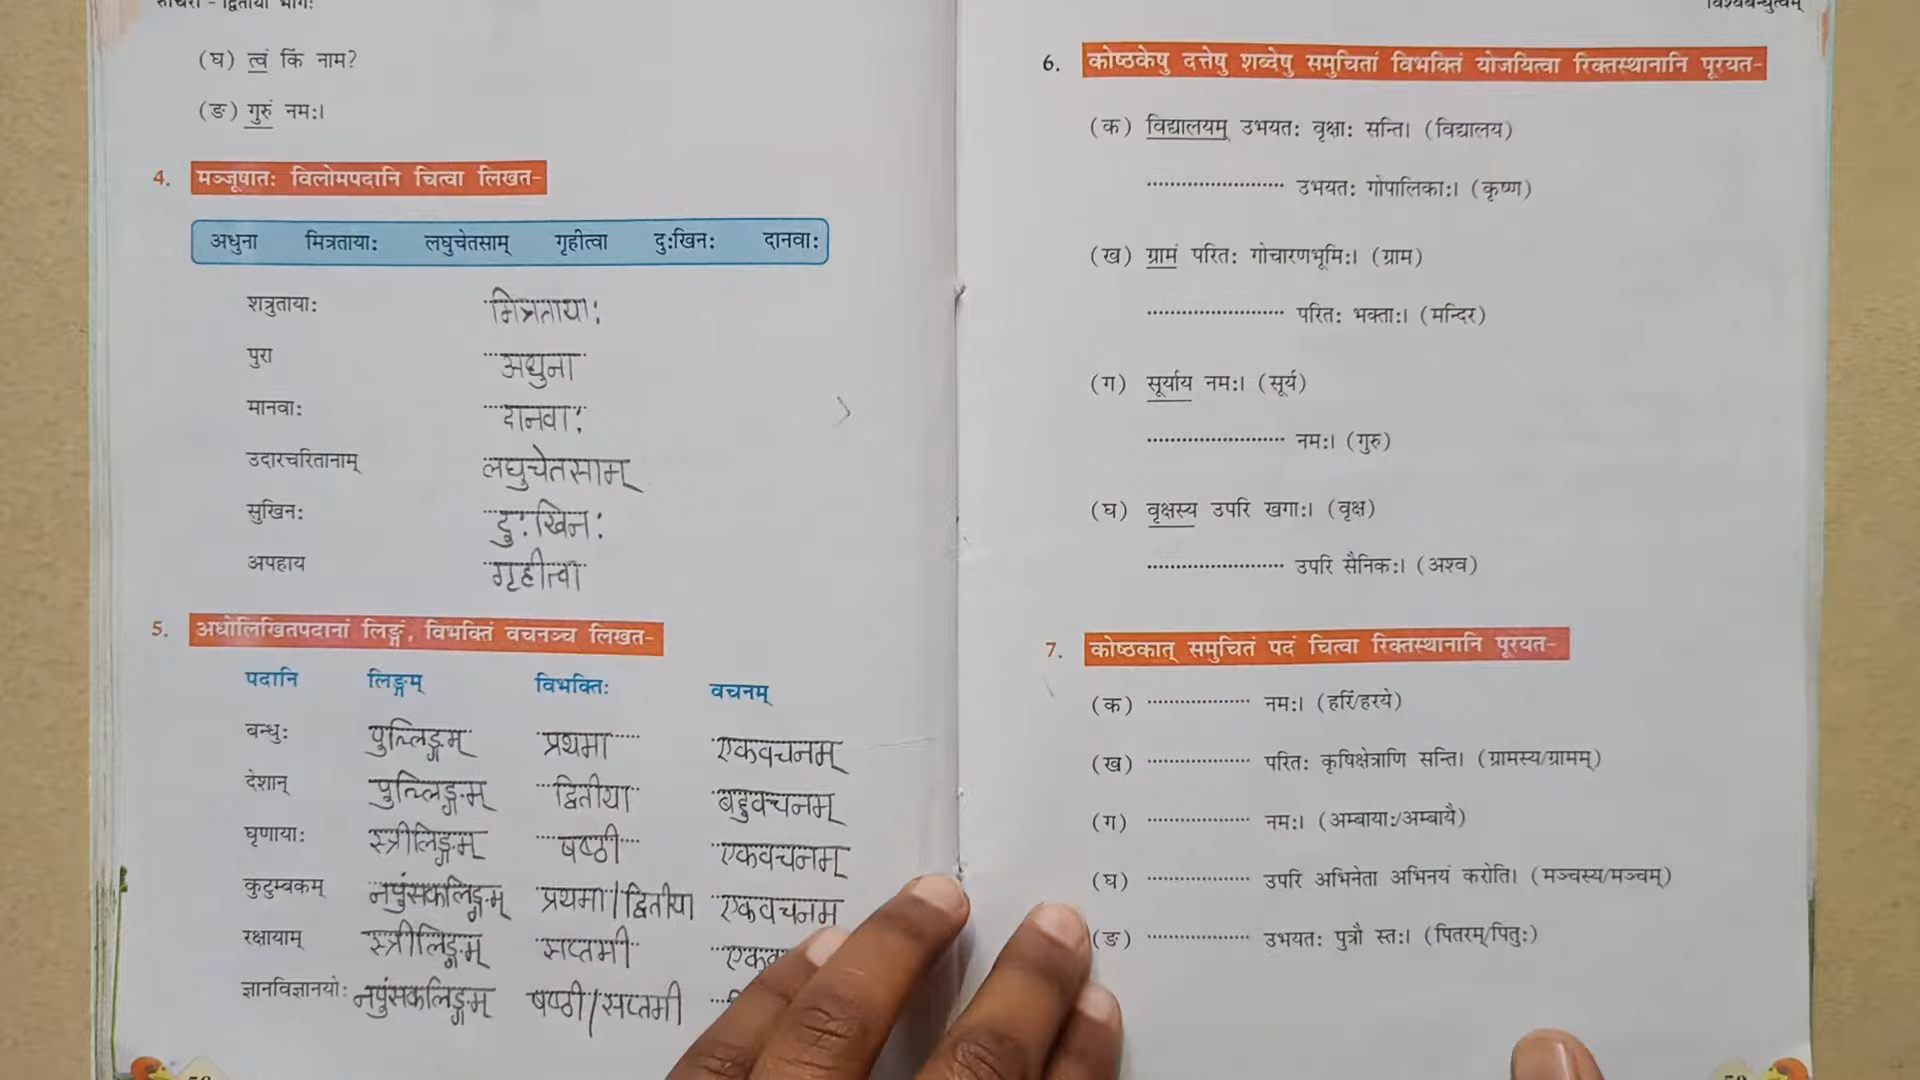 रुचिरा – द्वितीयो भागः
(घ) त्वं किं नाम?
(ङ) गुरुं नमः।
4. मञ्जूषातः विलोमपदानि चित्वा लिखत-
अधुना मित्रतायाः लघुचेतसाम् गृहीत्वा दुःखिनः दानवाः
शत्रुतायाः मित्रतायाः
पुरा अधुना
मानवाः दानवाः
उदारचरितानाम् लघुचेतसाम्
सुखिनः दुःखिनः
अपहाय गृहीत्वा
5. अधोलिखितपदानां लिङ्गं, विभक्तिं वचनञ्च लिखत-
पदानि लिङ्गम् विभक्तिः वचनम्
बन्धुः पुल्लिङ्गम् प्रथमा एकवचनम्
देशान् पुल्लिङ्गम् द्वितीया बहुवचनम्
घृणायाः स्त्रीलिङ्गम् षष्ठी एकवचनम्
कुटुम्बकम् नपुंसकलिङ्गम् प्रथमा/द्वितीया एकवचनम
रक्षायाम् स्त्रीलिङ्गम् सप्तमी
ज्ञानविज्ञानयोः नपुंसकलिङ्गम् षष्ठी/सप्तमी
विश्वबन्धुत्वम्
6. कोष्ठकेषु दत्तेषु शब्देषु समुचितां विभक्तिं योजयित्वा रिक्तस्थानानि पूरयत-
(क) विद्यालयम् उभयतः वृक्षाः सन्ति। (विद्यालय)
........................ उभयतः गोपालिकाः। (कृष्ण)
(ख) ग्रामं परितः गोचारणभूमिः। (ग्राम)
........................ परितः भक्ताः। (मन्दिर)
(ग) सूर्याय नमः। (सूर्य)
........................ नमः। (गुरु)
(घ) वृक्षस्य उपरि खगाः। (वृक्ष)
........................ उपरि सैनिकः। (अश्व)
7. कोष्ठकात् समुचितं पदं चित्वा रिक्तस्थानानि पूरयत-
(क) .................. नमः। (हरिं/हरये)
(ख) .................. परितः कृषिक्षेत्राणि सन्ति। (ग्रामस्य/ग्रामम्)
(ग) .................. नमः। (अम्बायाः/अम्बायै)
(घ) .................. उपरि अभिनेता अभिनयं करोति। (मञ्चस्य/मञ्चम्)
(ङ) .................. उभयतः पुत्रौ स्तः। (पितरम्/पितुः)